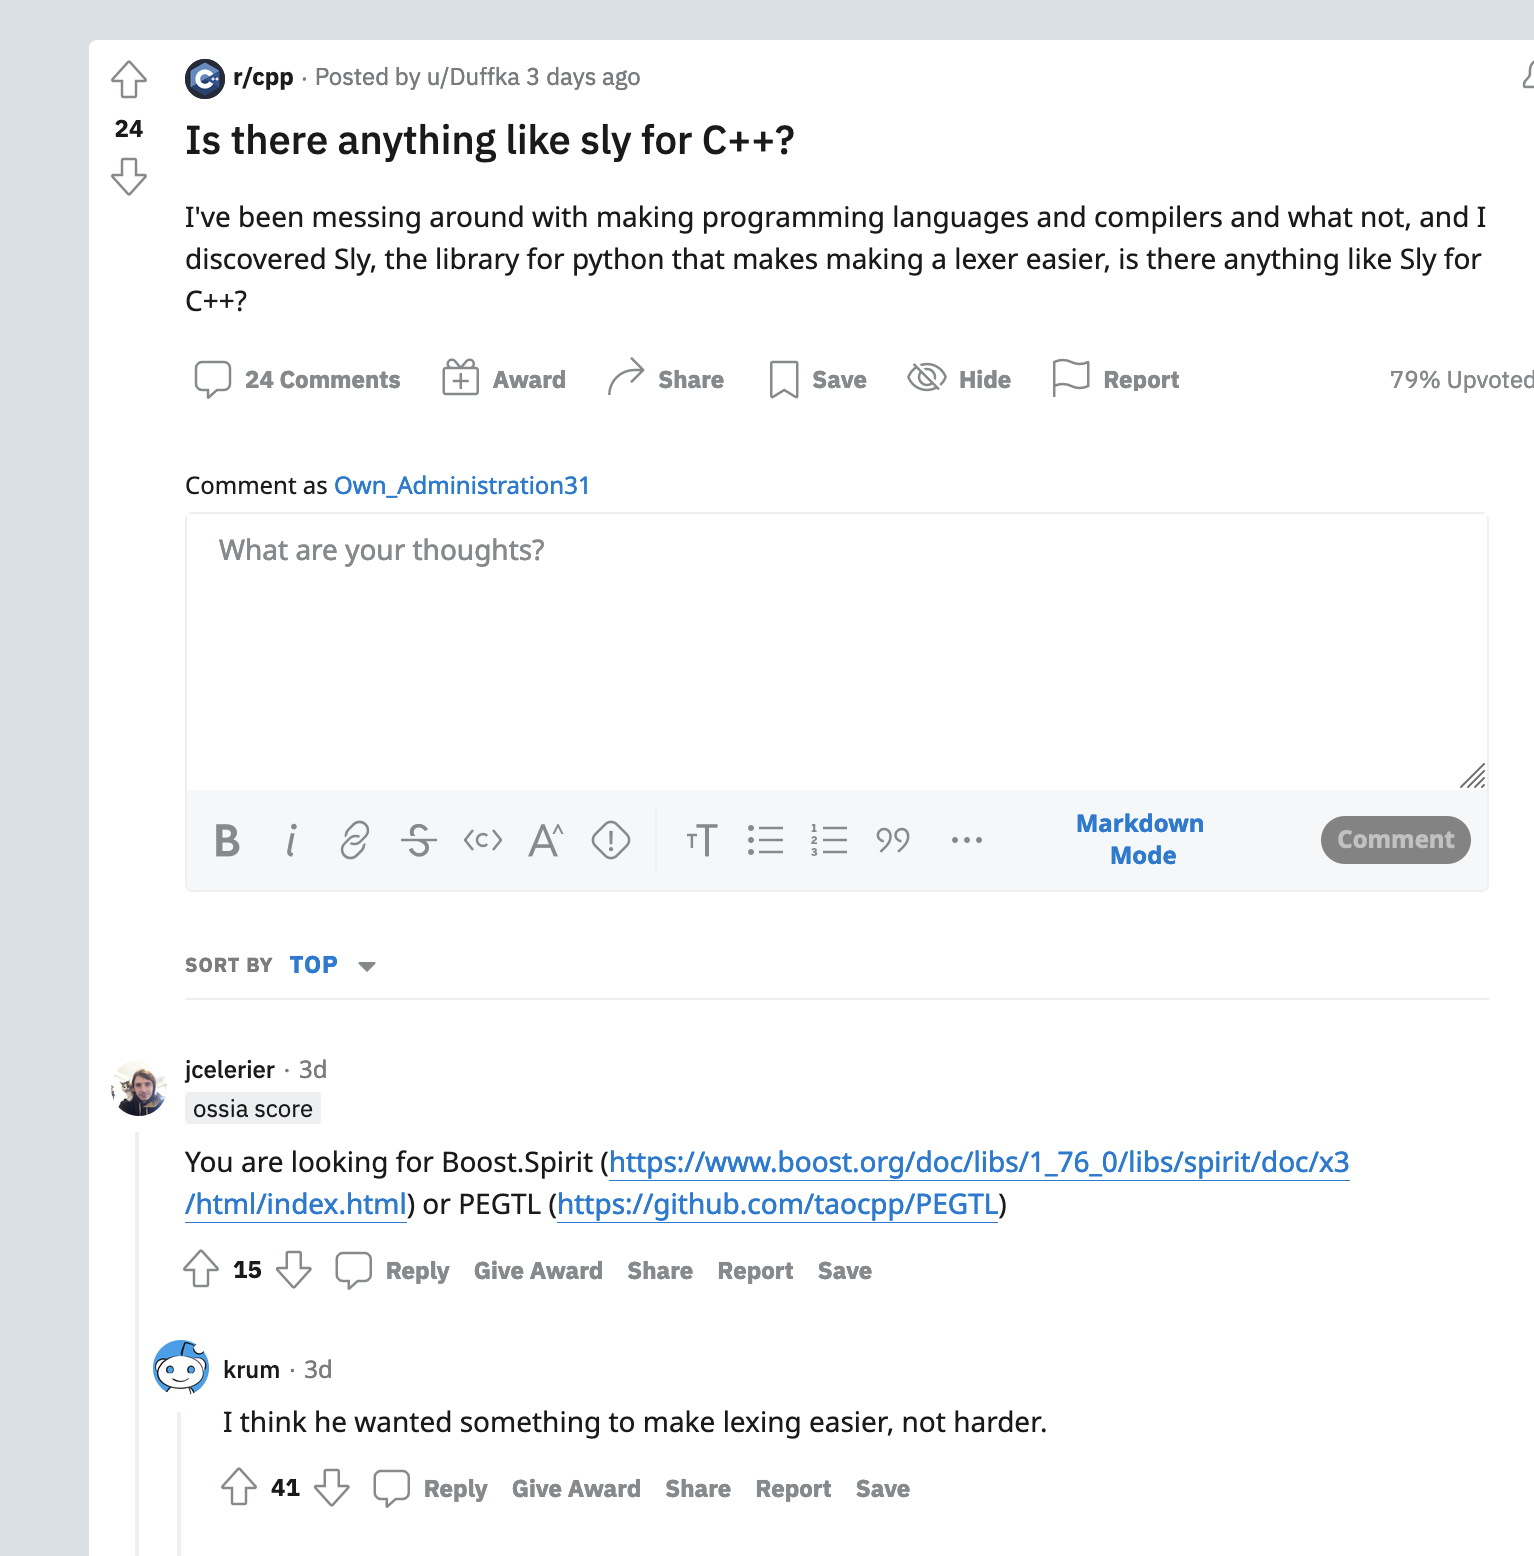 r/cpp · Posted by u/Duffka 3 days ago
24
Is there anything like sly for C++?
I've been messing around with making programming languages and compilers and what not, and I
discovered Sly, the library for python that makes making a lexer easier, is there anything like Sly for
C++?
24 Comments Award Share Save Hide Report 79% Upvoted
Comment as Own_Administration31
What are your thoughts?
B i S <c> A^ TT 99 ... Markdown
Mode
Comment
SORT BY TOP
jcelerier · 3d
ossia score
You are looking for Boost.Spirit (https://www.boost.org/doc/libs/1_76_0/libs/spirit/doc/x3
/html/index.html) or PEGTL (https://github.com/taocpp/PEGTL)
15 Reply Give Award Share Report Save
krum · 3d
I think he wanted something to make lexing easier, not harder.
41 Reply Give Award Share Report Save